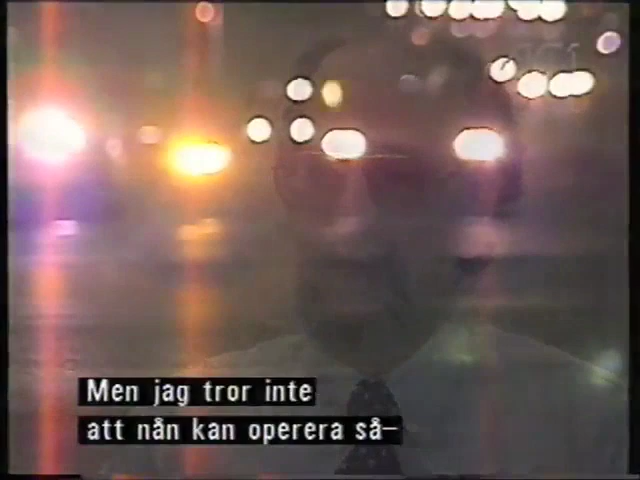 Men jag tror inte
att nån kan operera så–